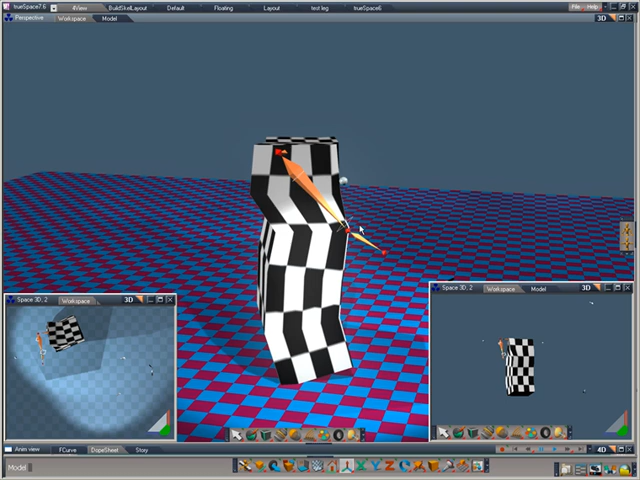 trueSpace7.6 4View BuildSkelLayout Default Floating Layout test leg trueSpace6 File Help
Perspective Workspace Model 3D
Space 3D, 2 Workspace 3D
Space 3D, 2 Workspace Model 3D
Anim view FCurve DopeSheet Story 4D
Model